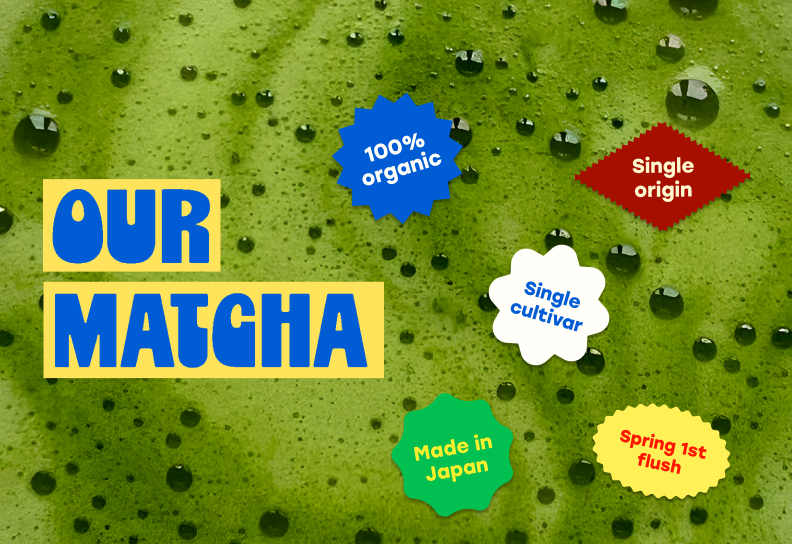 100%
organic
Single
origin
OUR
MATCHA
Single
cultivar
Made in
Japan
Spring 1st
flush